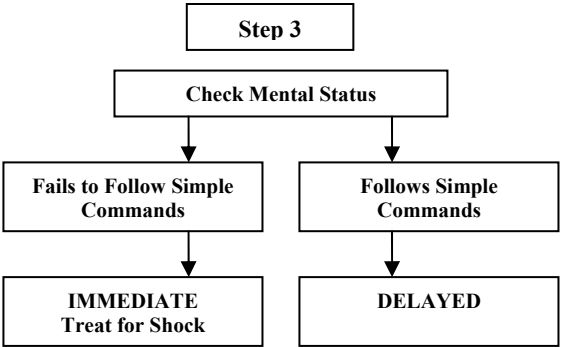 Step 3
Check Mental Status
Fails to Follow Simple
Commands
Follows Simple
Commands
IMMEDIATE
Treat for Shock
DELAYED